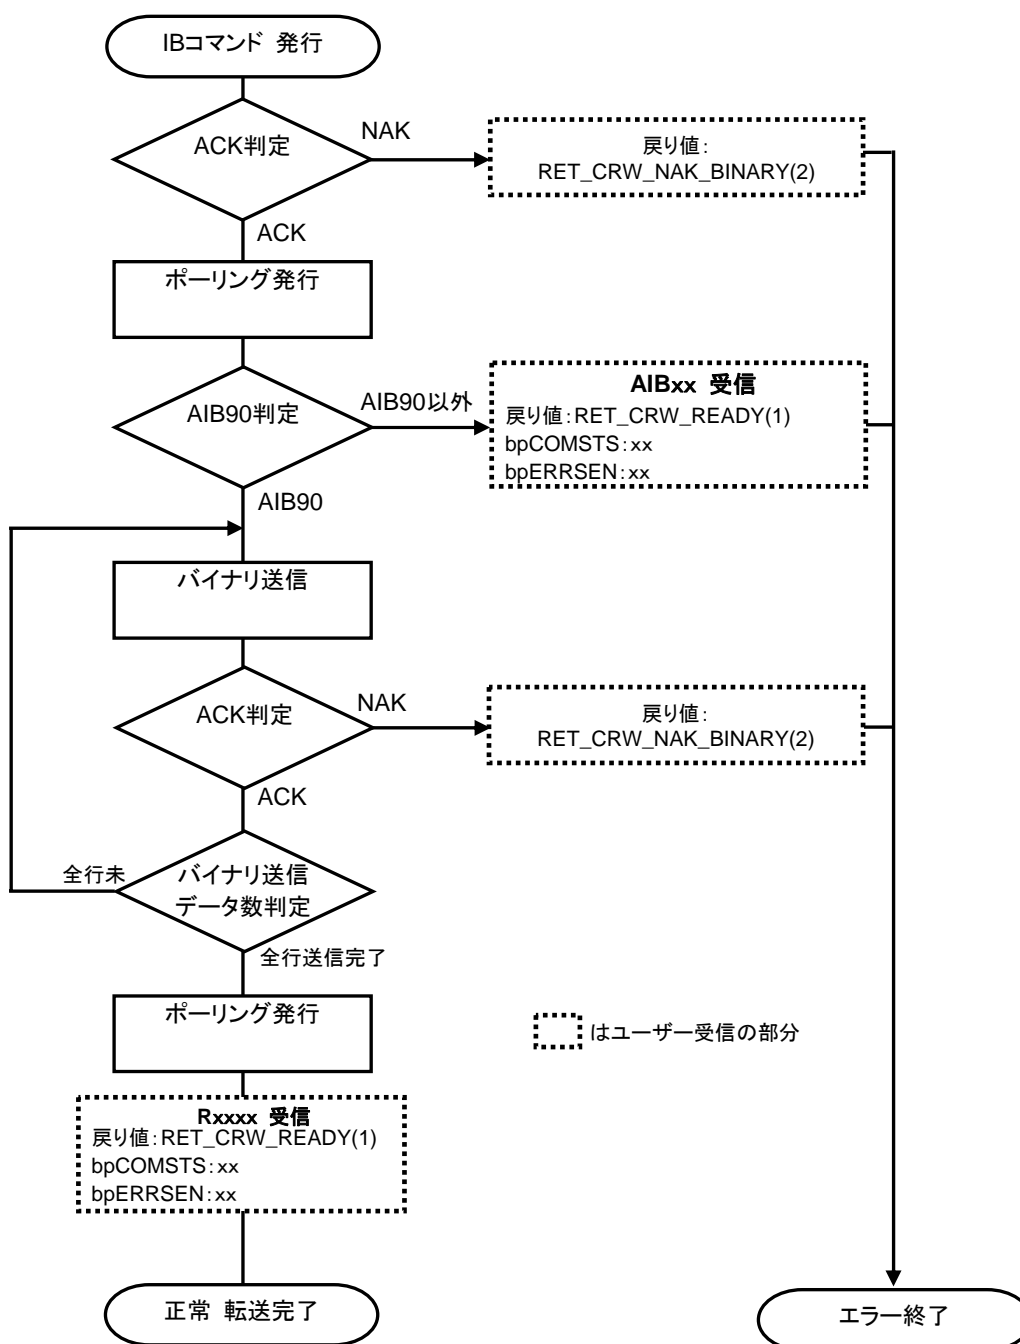 IBコマンド 発行
ACK判定
NAK
戻り値:
RET_CRW_NAK_BINARY(2)
ACK
ポーリング発行
AIB90判定
AIB90以外
AIBxx 受信
戻り値:RET_CRW_READY(1)
bpCOMSTS:xx
bpERRSEN:xx
AIB90
バイナリ送信
ACK判定
NAK
戻り値:
RET_CRW_NAK_BINARY(2)
ACK
全行未
バイナリ送信
データ数判定
全行送信完了
ポーリング発行
はユーザー受信の部分
Rxxxx 受信
戻り値:RET_CRW_READY(1)
bpCOMSTS:xx
bpERRSEN:xx
正常 転送完了
エラー終了